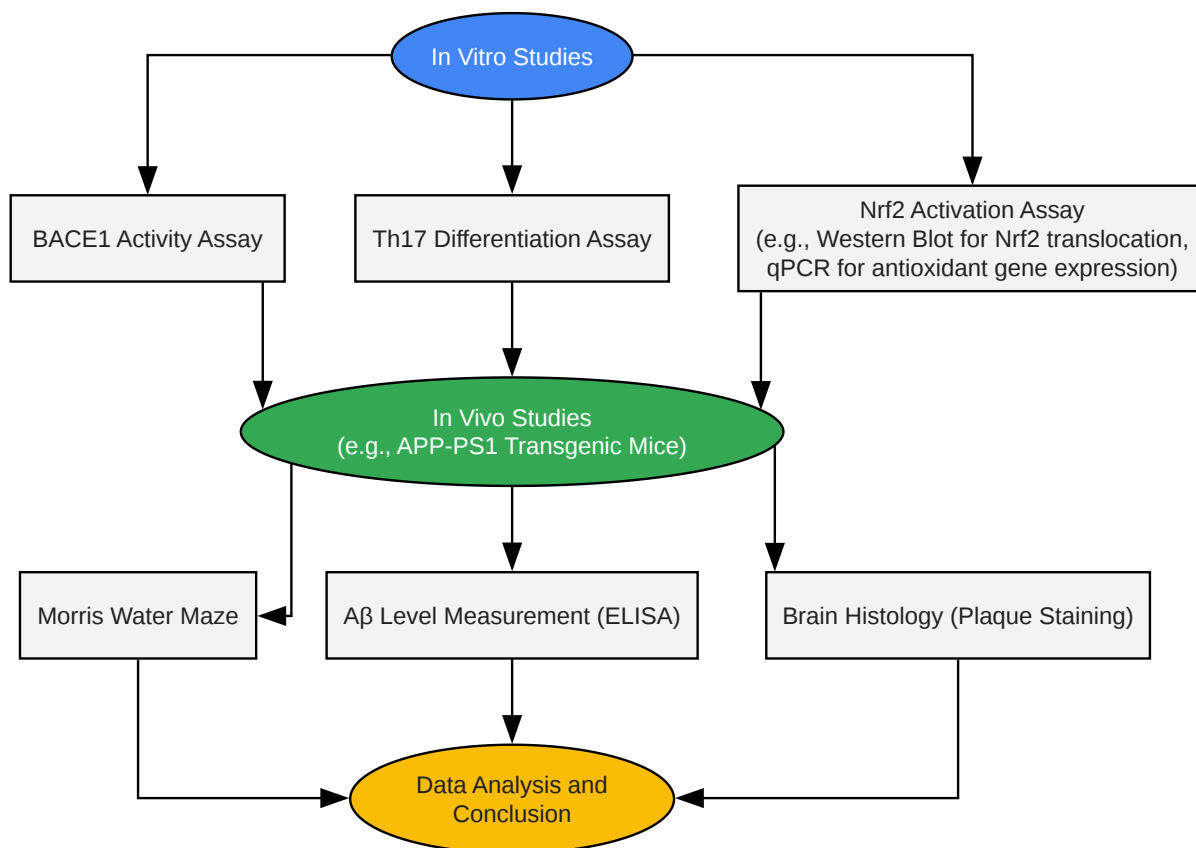 In Vitro Studies
BACE1 Activity Assay
Th17 Differentiation Assay
Nrf2 Activation Assay
(e.g., Western Blot for Nrf2 translocation,
qPCR for antioxidant gene expression)
In Vivo Studies
(e.g., APP-PS1 Transgenic Mice)
Morris Water Maze
Aβ Level Measurement (ELISA)
Brain Histology (Plaque Staining)
Data Analysis and
Conclusion